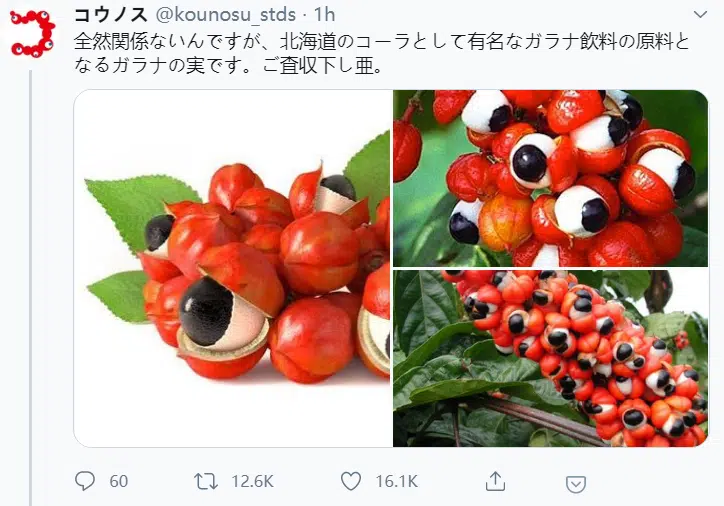 コウノス @kounosu_stds · 1h
全然関係ないんですが、北海道のコーラとして有名なガラナ飲料の原料と
なるガラナの実です。ご査収下し亜。
60 12.6K 16.1K